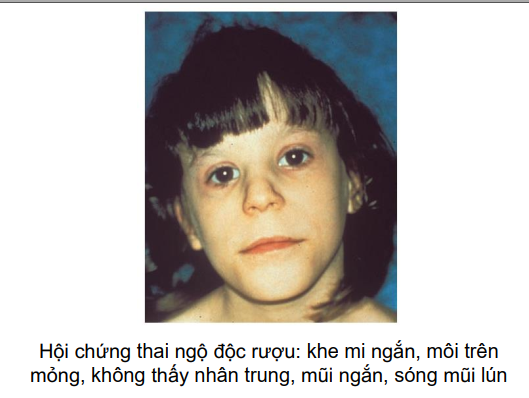 Hội chứng thai ngộ độc rượu: khe mi ngắn, môi trên
mỏng, không thấy nhân trung, mũi ngắn, sóng mũi lún